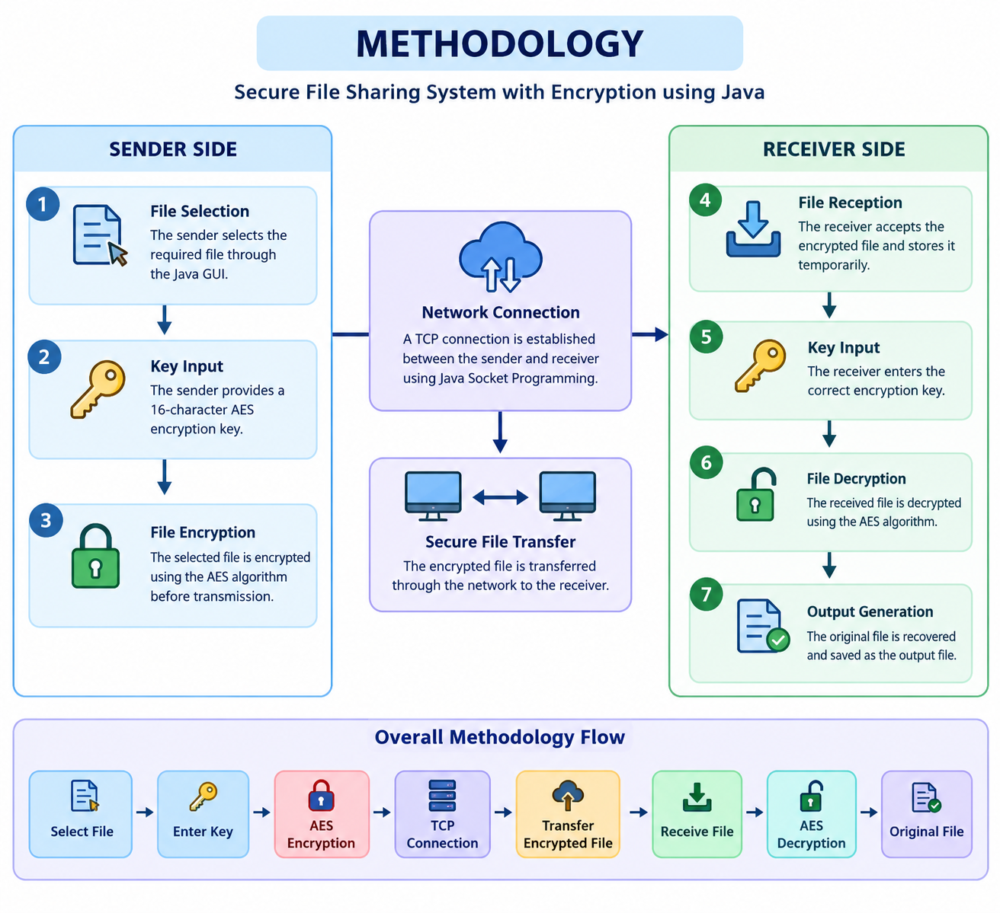 METHODOLOGY
Secure File Sharing System with Encryption using Java
SENDER SIDE
1
File Selection
The sender selects the
required file through
the Java GUI.
2
Key Input
The sender provides a
16-character AES
encryption key.
3
File Encryption
The selected file is encrypted
using the AES algorithm
before transmission.
Network Connection
A TCP connection is established
between the sender and receiver
using Java Socket Programming.
Secure File Transfer
The encrypted file is transferred
through the network to the receiver.
RECEIVER SIDE
4
File Reception
The receiver accepts the
encrypted file and stores it
temporarily.
5
Key Input
The receiver enters the
correct encryption key.
6
File Decryption
The received file is decrypted
using the AES algorithm.
7
Output Generation
The original file is recovered
and saved as the output file.
Overall Methodology Flow
Select File
Enter Key
AES
Encryption
TCP
Connection
Transfer
Encrypted File
Receive File
AES
Decryption
Original File